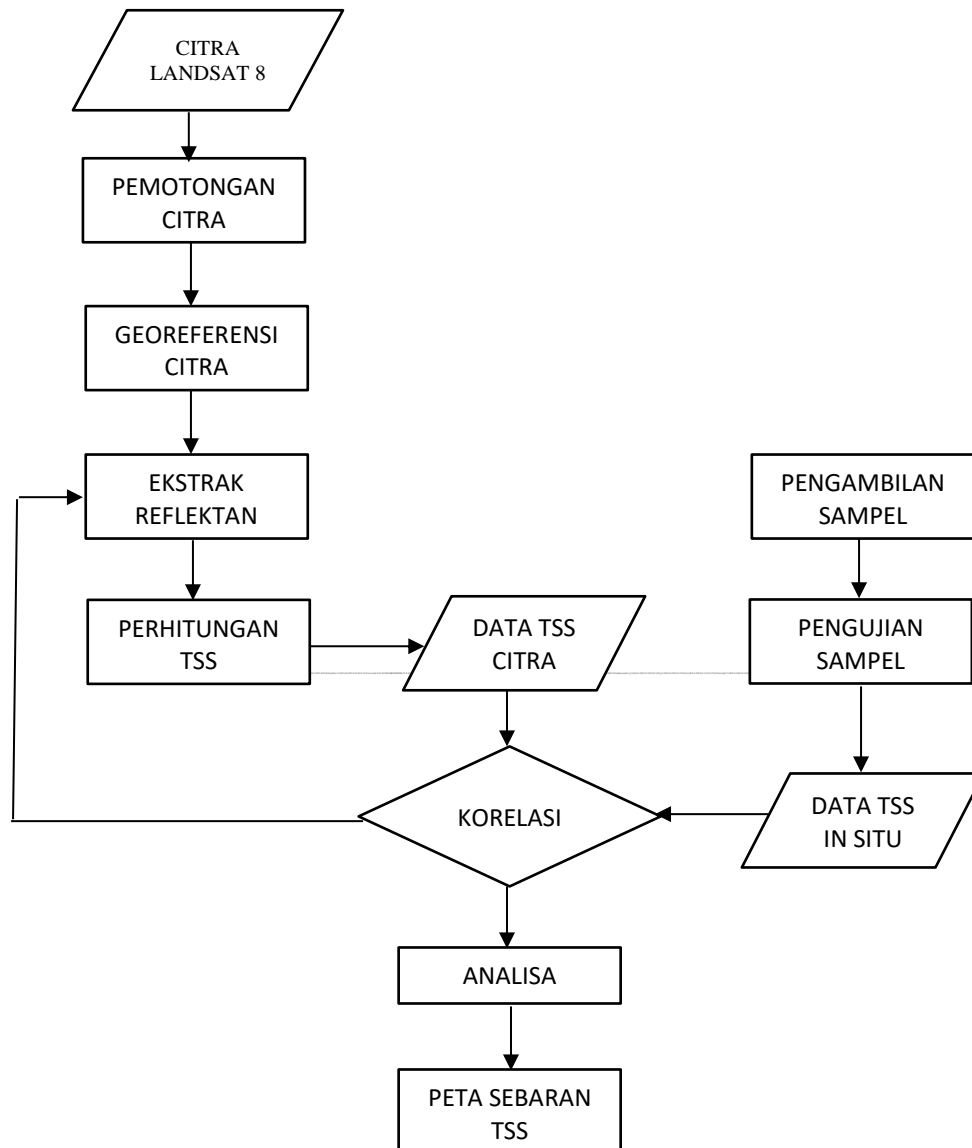 CITRA
LANDSAT 8
PEMOTONGAN
CITRA
GEOREFERENSI
CITRA
EKSTRAK
REFLEKTAN
PENGAMBILAN
SAMPEL
PERHITUNGAN
TSS
DATA TSS
CITRA
PENGUJIAN
SAMPEL
KORELASI
DATA TSS
IN SITU
ANALISA
PETA SEBARAN
TSS